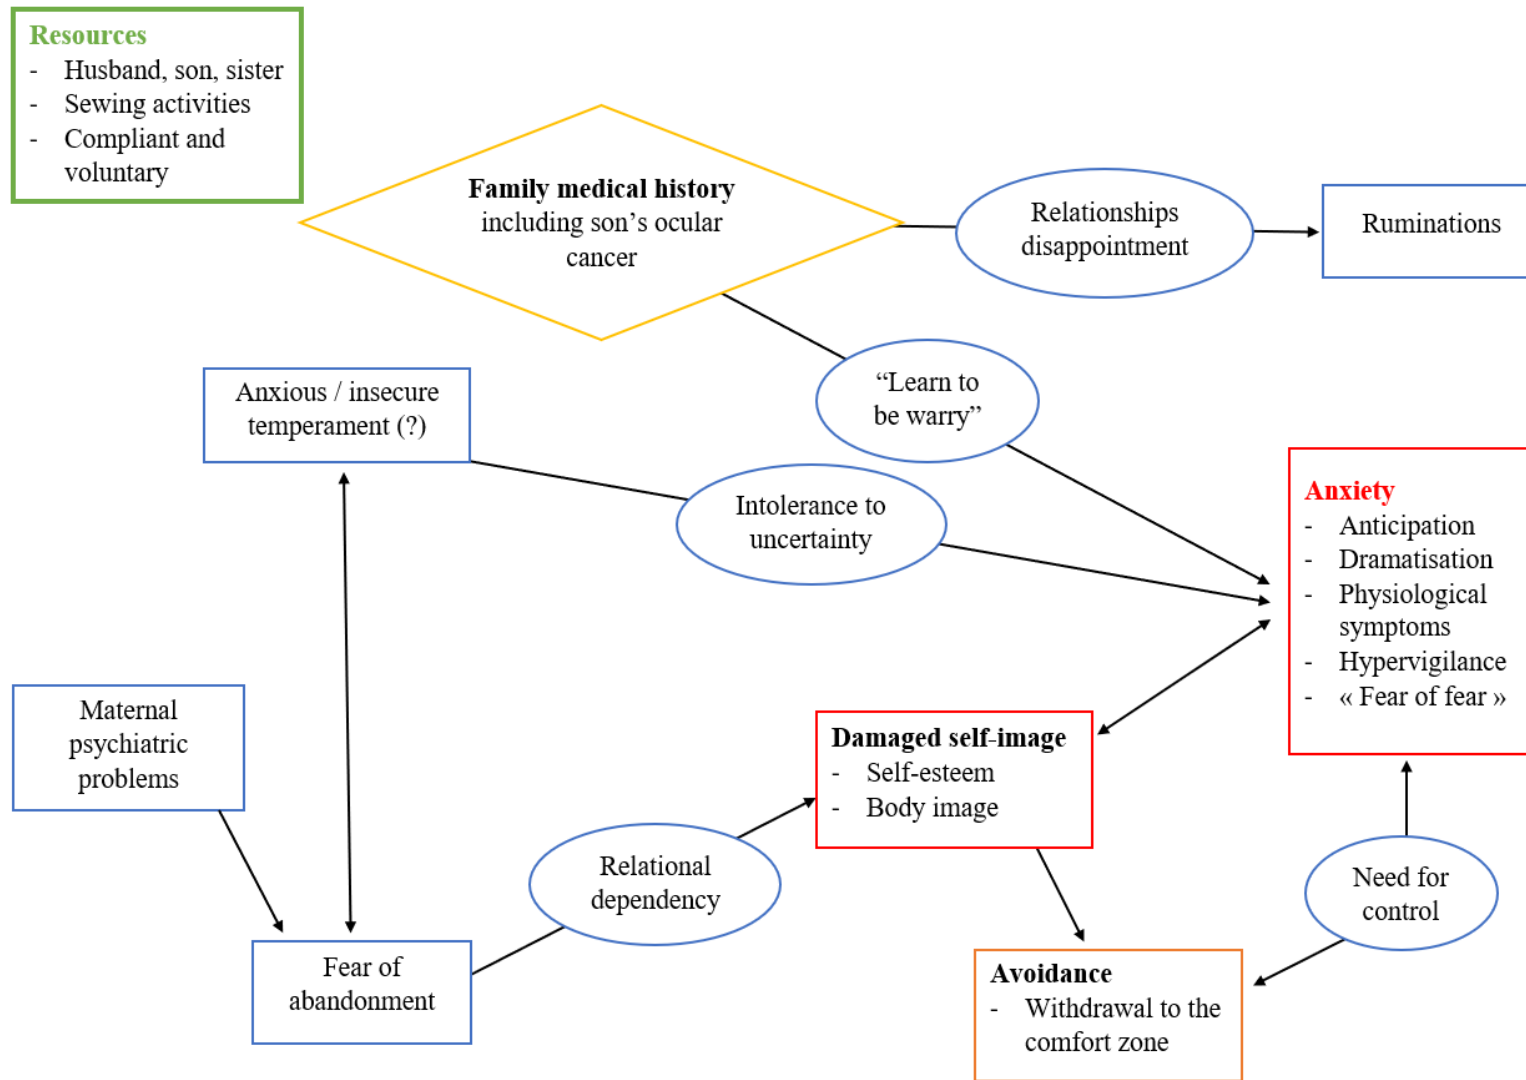 Resources
- Husband, son, sister
- Sewing activities
- Compliant and
voluntary
Family medical history
including son’s ocular
cancer
Relationships
disappointment
Ruminations
“Learn to
be warry”
Anxious / insecure
temperament (?)
Intolerance to
uncertainty
Anxiety
- Anticipation
- Dramatisation
- Physiological
symptoms
- Hypervigilance
- « Fear of fear »
Maternal
psychiatric
problems
Damaged self-image
- Self-esteem
- Body image
Relational
dependency
Need for
control
Fear of
abandonment
Avoidance
- Withdrawal to the
comfort zone